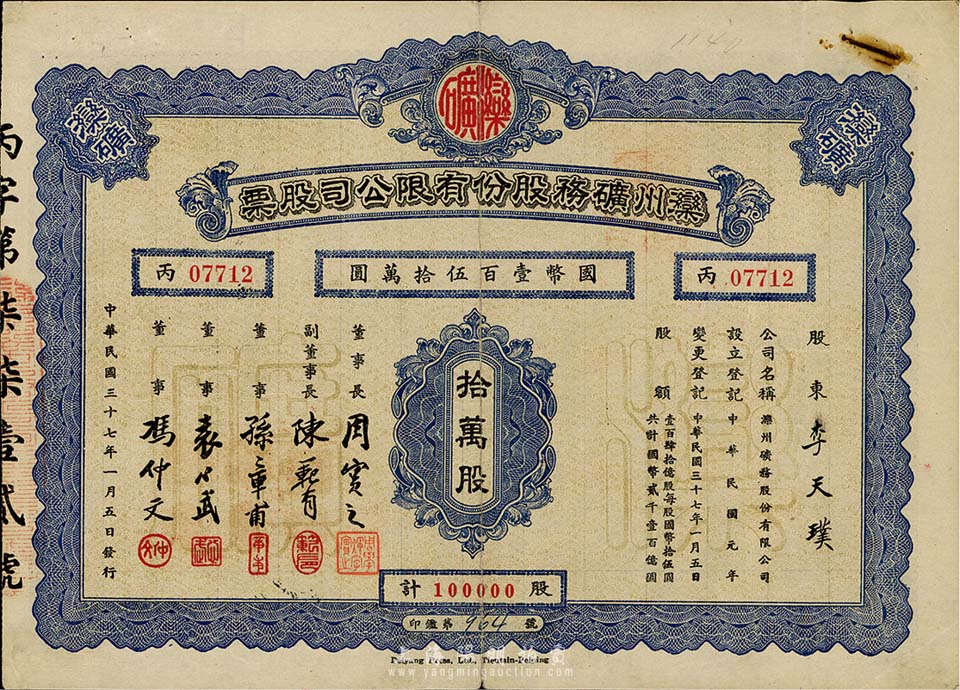 1140
灤礦
灤礦
灤礦
灤州礦務股份有限公司股票
丙 07712
國幣壹百伍拾萬圓
丙 07712
股東 李天璞
公司名稱 灤州礦務股份有限公司
設立登記 中華民國元年
變更登記 中華民國三十七年一月五日
股額 壹百肆拾億股每股國幣拾伍圓
共計國幣貳千壹百億圓
拾萬股
董事長 周實之
副董事長 陳範有
董事 孫章甫
董事 袁心武
董事 馮仲文
中華民國三十七年一月五日發行
計 100000 股
印鑑第 964 號
丙字第柒柒壹貳號
Peiyang Press, Ltd., Tientsin-Peiping
www.yangmingauction.com